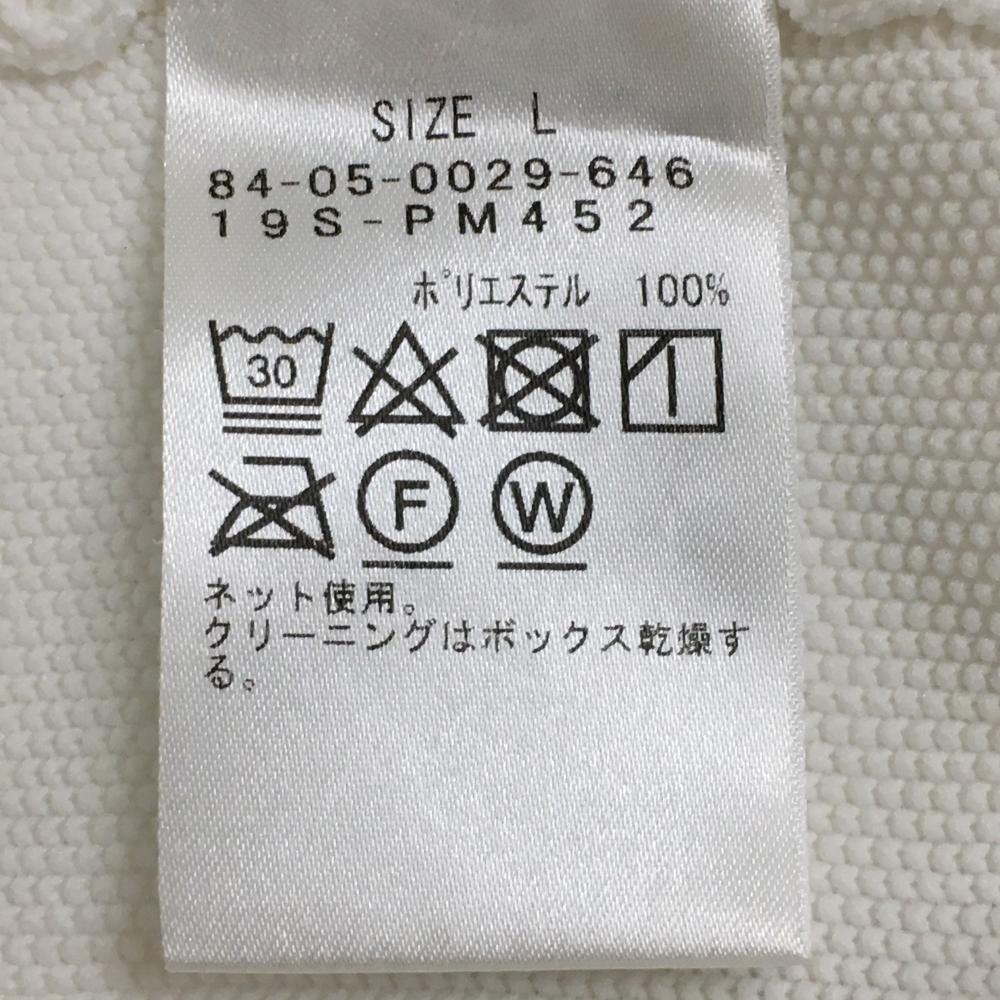 SIZE L
84-05-0029-646
19S-PM452
ポリエステル 100%
30
F W
ネット使用。
クリーニングはボックス乾燥す
る。